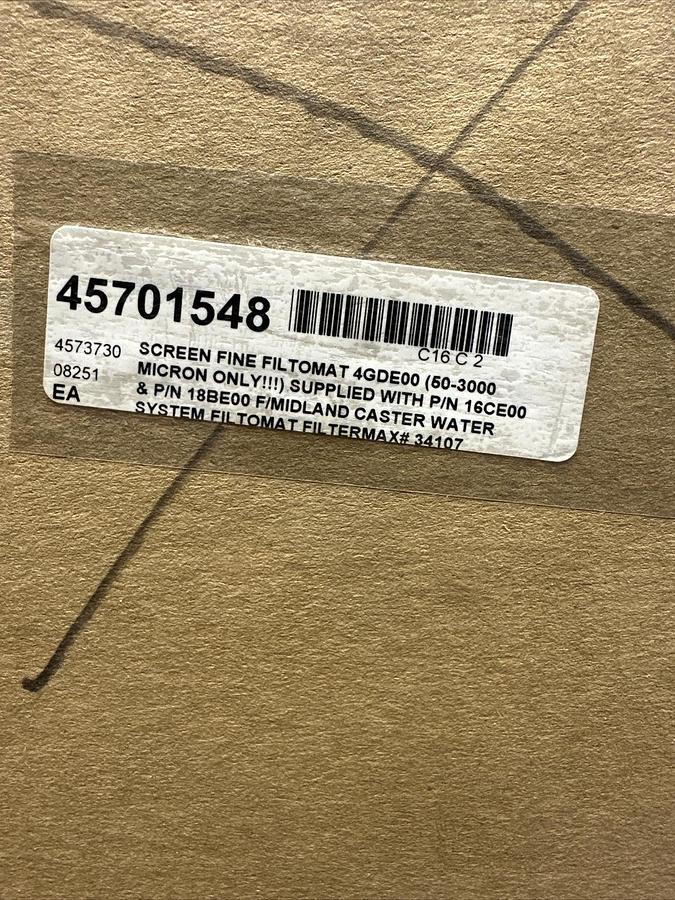 45701548
C16 C 2
4573730
08251
EA
SCREEN FINE FILTOMAT 4GDE00 (50-3000
MICRON ONLY!!!) SUPPLIED WITH P/N 16CE00
& P/N 18BE00 F/MIDLAND CASTER WATER
SYSTEM FILTOMAT FILTERMAX# 34107